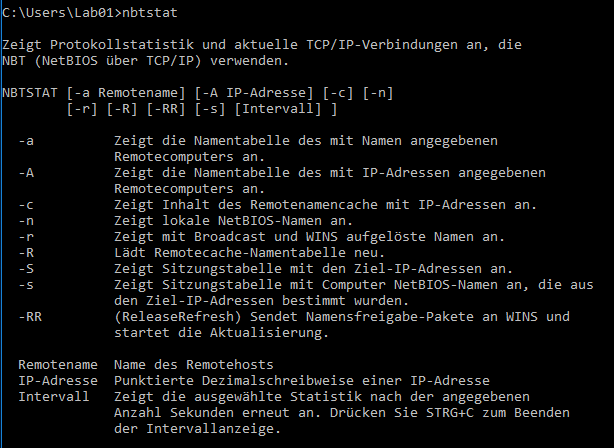 C:\Users\Lab01>nbtstat
Zeigt Protokollstatistik und aktuelle TCP/IP-Verbindungen an, die
NBT (NetBIOS über TCP/IP) verwenden.
NBTSTAT [-a Remotename] [-A IP-Adresse] [-c] [-n]
[-r] [-R] [-RR] [-s] [Intervall] ]
-a Zeigt die Namentabelle des mit Namen angegebenen
Remotecomputers an.
-A Zeigt die Namentabelle des mit IP-Adressen angegebenen
Remotecomputers an.
-c Zeigt Inhalt des Remotenamencache mit IP-Adressen an.
-n Zeigt lokale NetBIOS-Namen an.
-r Zeigt mit Broadcast und WINS aufgelöste Namen an.
-R Lädt Remotecache-Namentabelle neu.
-S Zeigt Sitzungstabelle mit den Ziel-IP-Adressen an.
-s Zeigt Sitzungstabelle mit Computer NetBIOS-Namen an, die aus
den Ziel-IP-Adressen bestimmt wurden.
-RR (ReleaseRefresh) Sendet Namensfreigabe-Pakete an WINS und
startet die Aktualisierung.
Remotename Name des Remotehosts
IP-Adresse Punktierte Dezimalschreibweise einer IP-Adresse
Intervall Zeigt die ausgewählte Statistik nach der angegebenen
Anzahl Sekunden erneut an. Drücken Sie STRG+C zum Beenden
der Intervallanzeige.